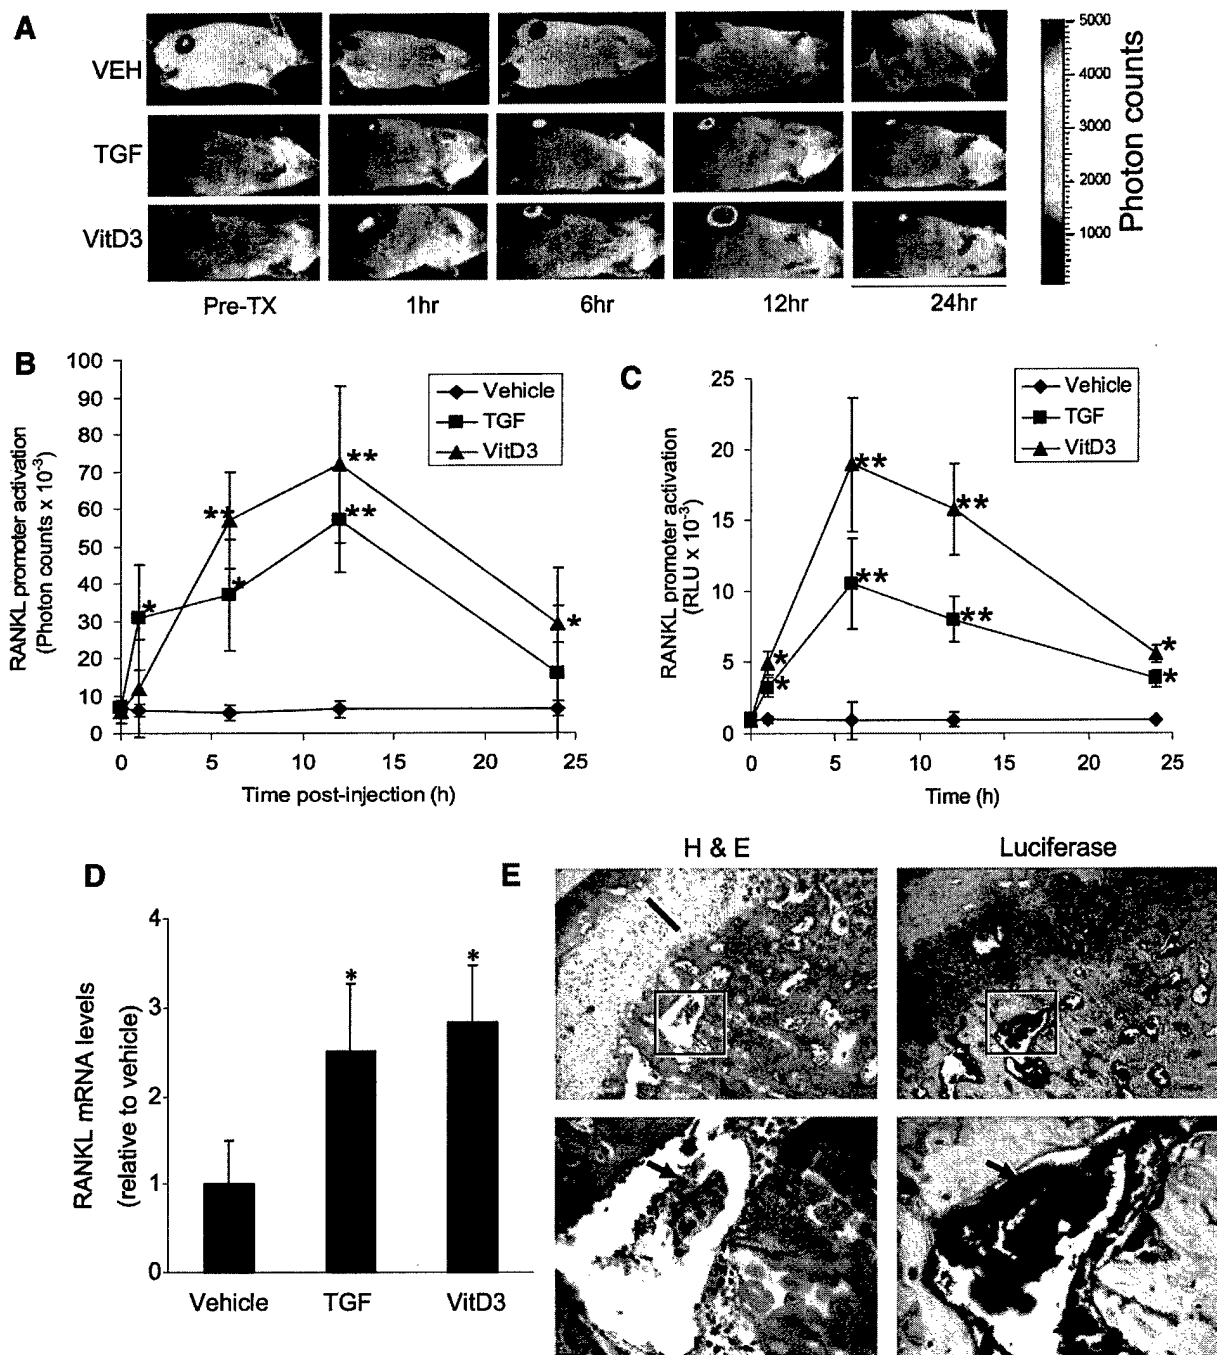 A
VEH
TGF
VitD3
Pre-TX 1hr 6hr 12hr 24hr
5000
4000
3000
2000
1000
Photon counts
B
RANKL promoter activation
(Photon counts x 10-3)
100
90
80
70
60
50
40
30
20
10
0
Vehicle
TGF
VitD3
** ** ** * * *
0 5 10 15 20 25
Time post-injection (h)
C
RANKL promoter activation
(RLU x 10-3)
25
20
15
10
5
0
Vehicle
TGF
VitD3
** ** ** ** * * * *
0 5 10 15 20 25
Time (h)
D
RANKL mRNA levels
(relative to vehicle)
4
3
2
1
0
* *
Vehicle TGF VitD3
E
H & E Luciferase